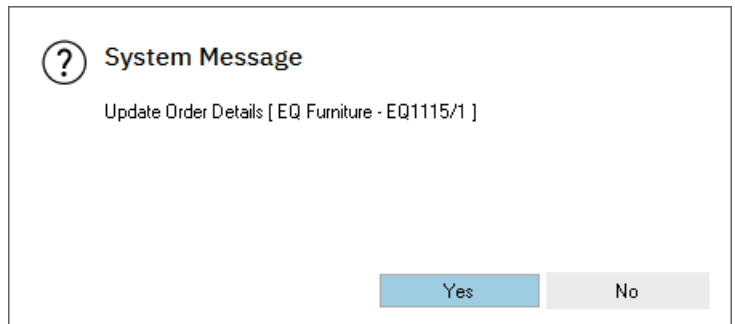 ?
System Message
Update Order Details [ EQ Furniture - EQ1115/1 ]
Yes
No